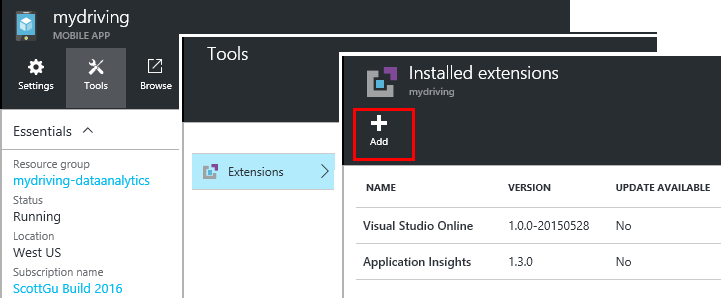 mydriving
MOBILE APP
Settings
Tools
Browse
Essentials
Resource group
mydriving-dataanalytics
Status
Running
Location
West US
Subscription name
ScottGu Build 2016
Tools
Extensions
Installed extensions
mydriving
Add
NAME VERSION UPDATE AVAILABLE
Visual Studio Online 1.0.0-20150528 No
Application Insights 1.3.0 No